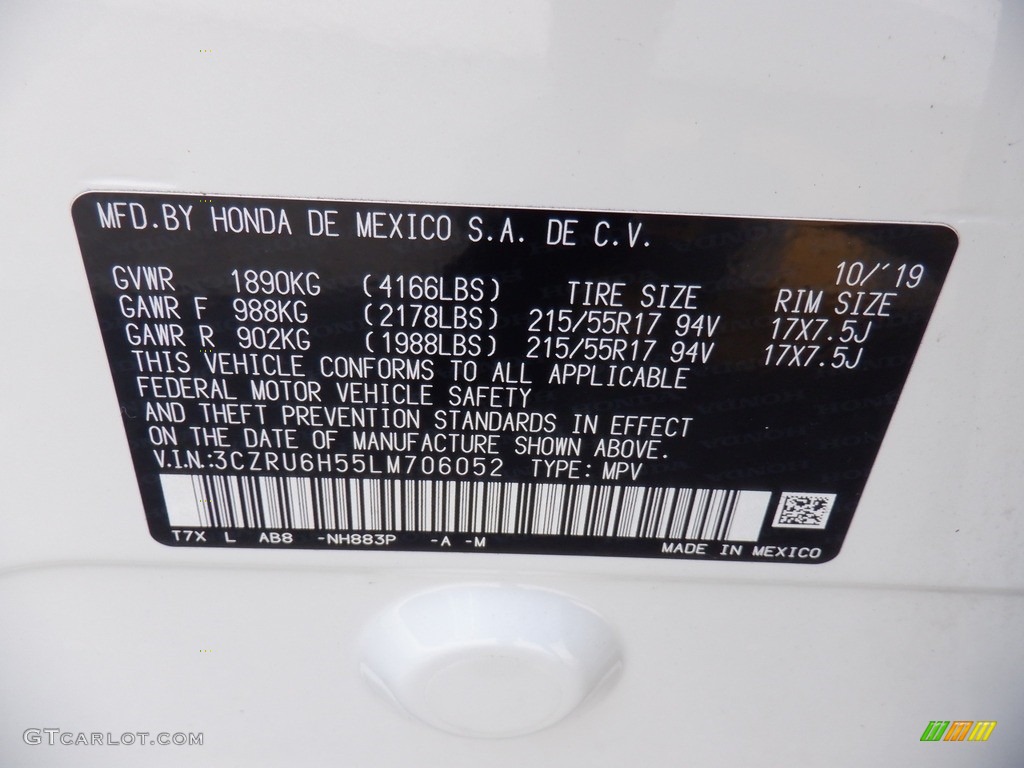 MFD.BY HONDA DE MEXICO S.A. DE C.V.
10/'19
GVWR 1890KG (4166LBS) TIRE SIZE RIM SIZE
GAWR F 988KG (2178LBS) 215/55R17 94V 17X7.5J
GAWR R 902KG (1988LBS) 215/55R17 94V 17X7.5J
THIS VEHICLE CONFORMS TO ALL APPLICABLE
FEDERAL MOTOR VEHICLE SAFETY
AND THEFT PREVENTION STANDARDS IN EFFECT
ON THE DATE OF MANUFACTURE SHOWN ABOVE.
V.I.N.:3CZRU6H55LM706052 TYPE: MPV
T7X L AB8 -NH883P -A -M
MADE IN MEXICO
GTCARLOT.COM